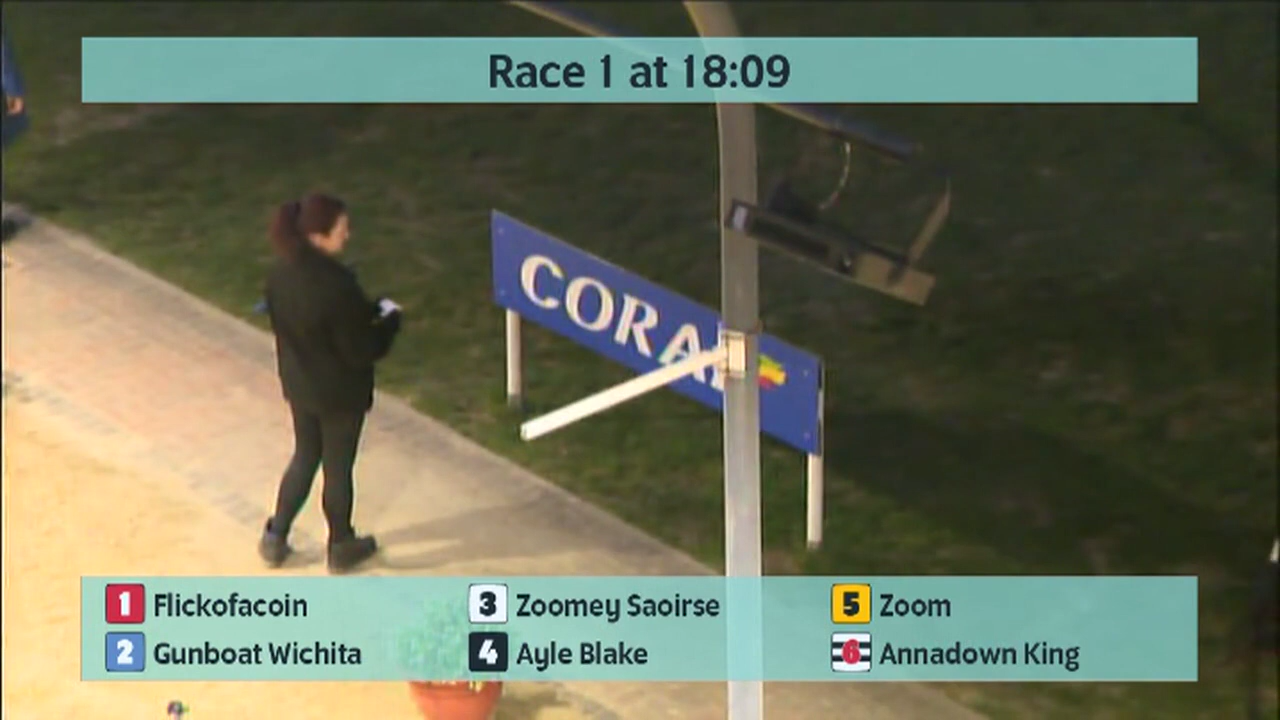 Race 1 at 18:09
CORAL
1 Flickofacoin
2 Gunboat Wichita
3 Zoomey Saoirse
4 Ayle Blake
5 Zoom
6 Annadown King